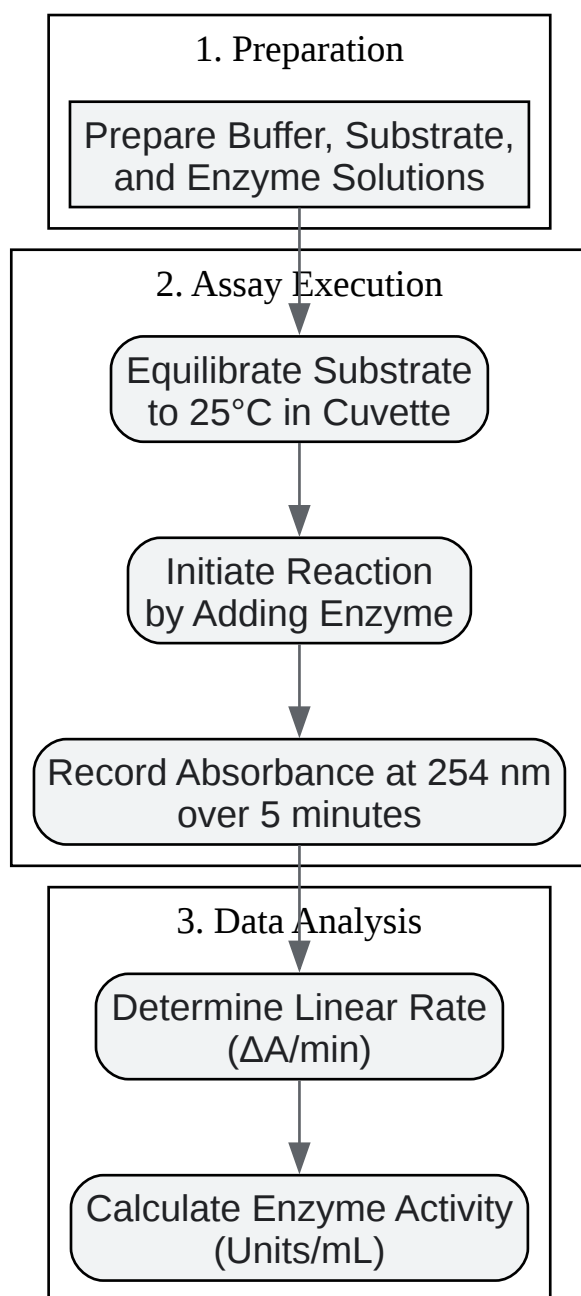 1. Preparation
Prepare Buffer, Substrate,
and Enzyme Solutions
2. Assay Execution
Equilibrate Substrate
to 25°C in Cuvette
Initiate Reaction
by Adding Enzyme
Record Absorbance at 254 nm
over 5 minutes
3. Data Analysis
Determine Linear Rate
(ΔA/min)
Calculate Enzyme Activity
(Units/mL)